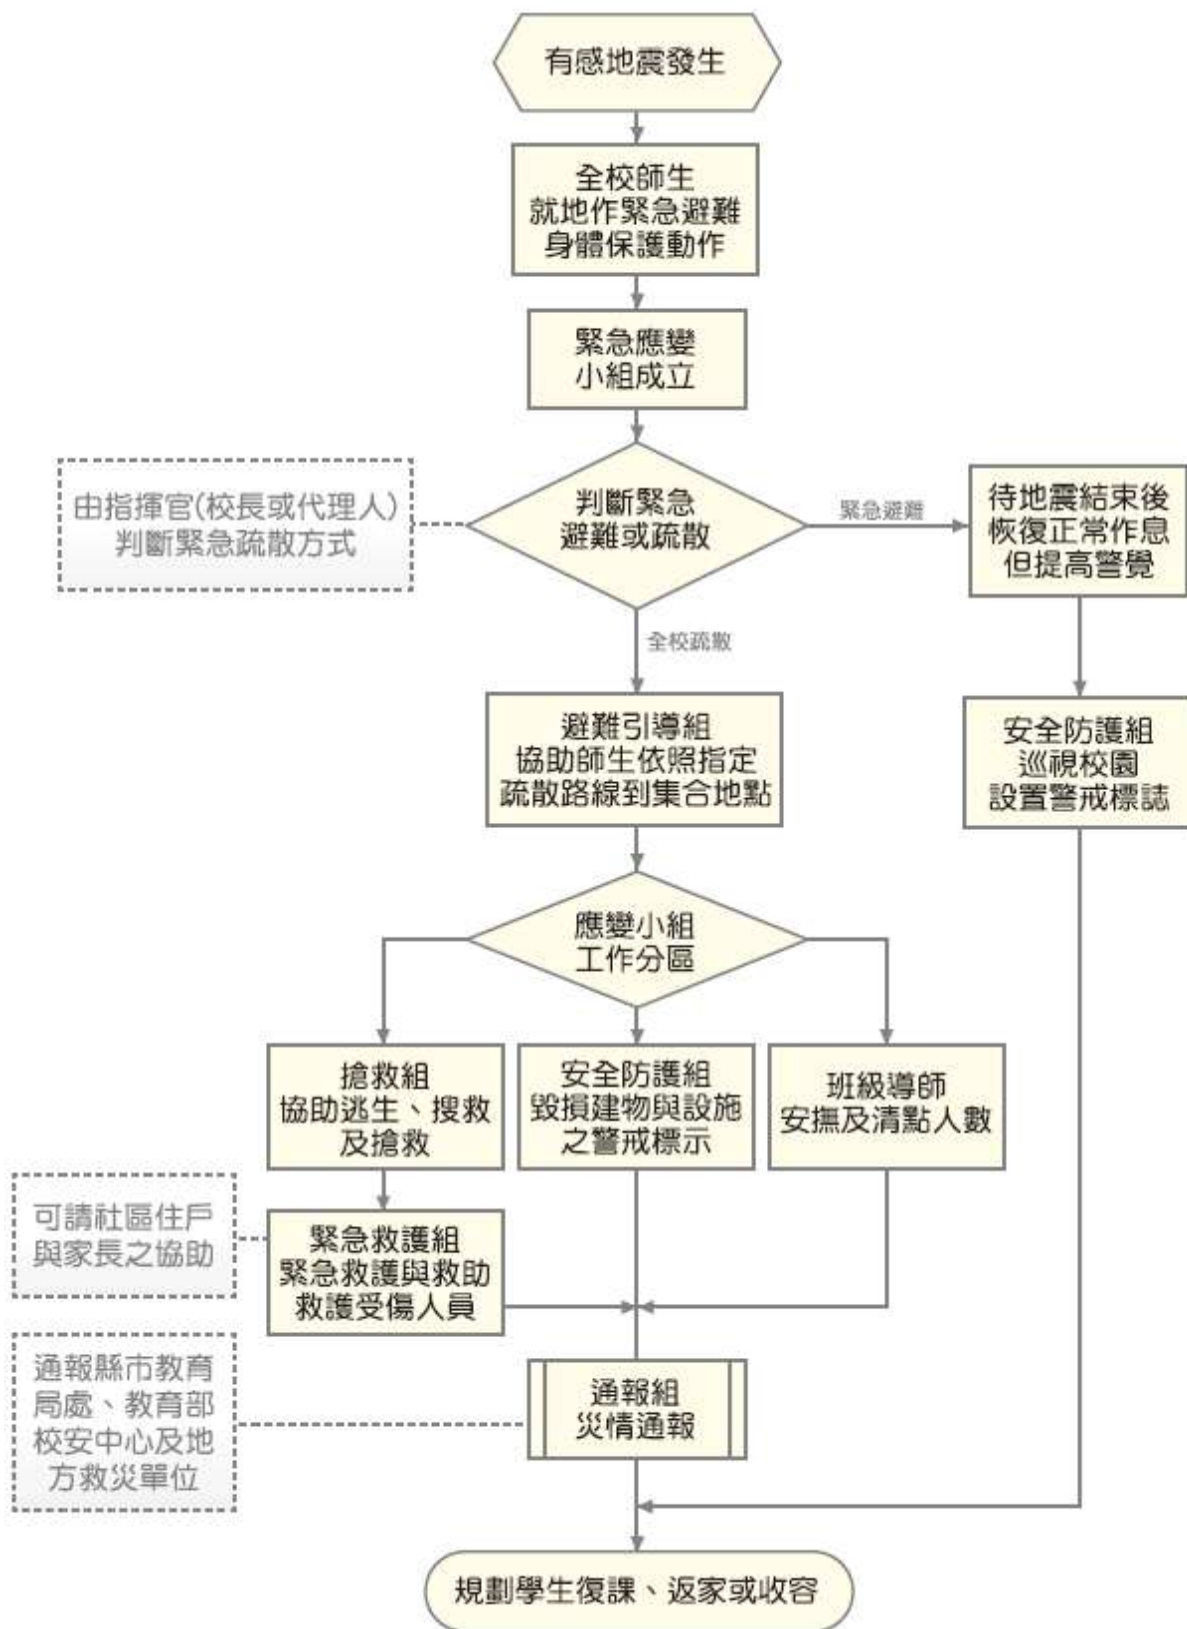 有感地震發生
全校師生
就地作緊急避難
身體保護動作
緊急應變
小組成立
由指揮官(校長或代理人)
判斷緊急疏散方式
判斷緊急
避難或疏散
緊急避難
待地震結束後
恢復正常作息
但提高警覺
全校疏散
避難引導組
協助師生依照指定
疏散路線到集合地點
安全防護組
巡視校園
設置警戒標誌
應變小組
工作分區
搶救組
協助逃生、搜救
及搶救
安全防護組
毀損建物與設施
之警戒標示
班級導師
安撫及清點人數
可請社區住戶
與家長之協助
緊急救護組
緊急救護與救助
救護受傷人員
通報縣市教育
局處、教育部
校安中心及地
方救災單位
通報組
災情通報
規劃學生復課、返家或收容